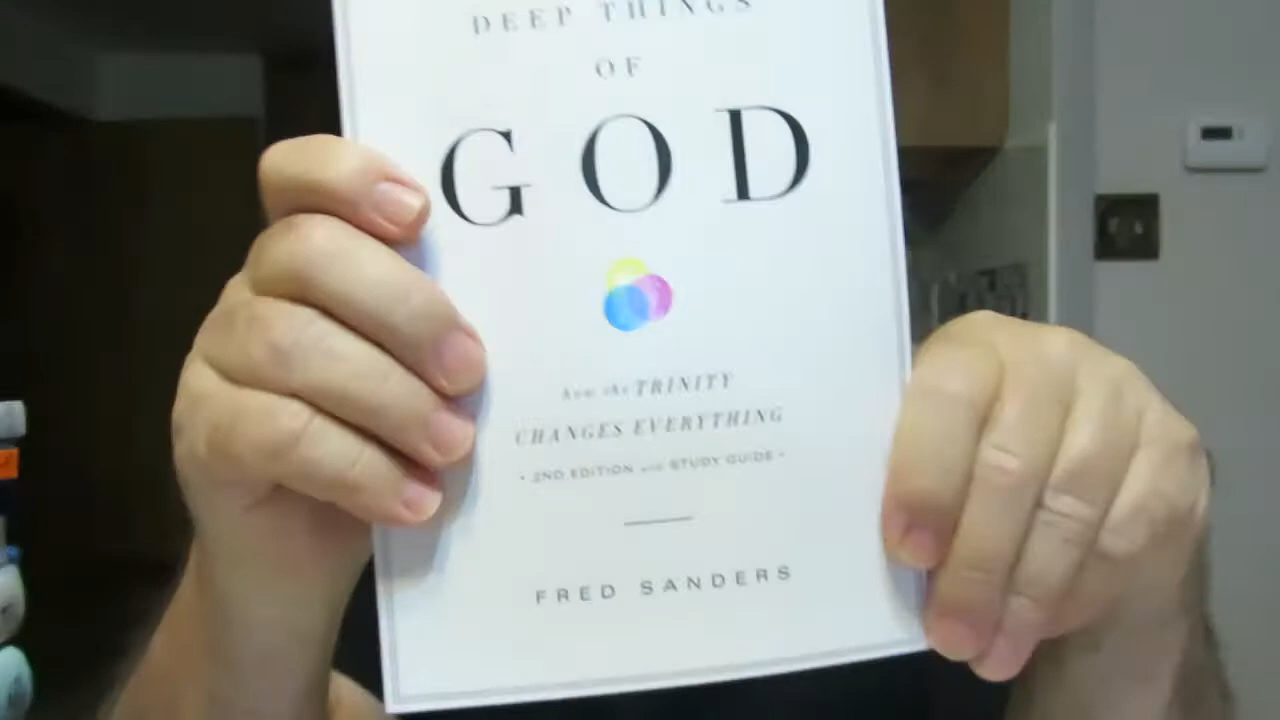 DEEP THINGS
OF
GOD
how the TRINITY
CHANGES EVERYTHING
• 2ND EDITION with STUDY GUIDE •
FRED SANDERS